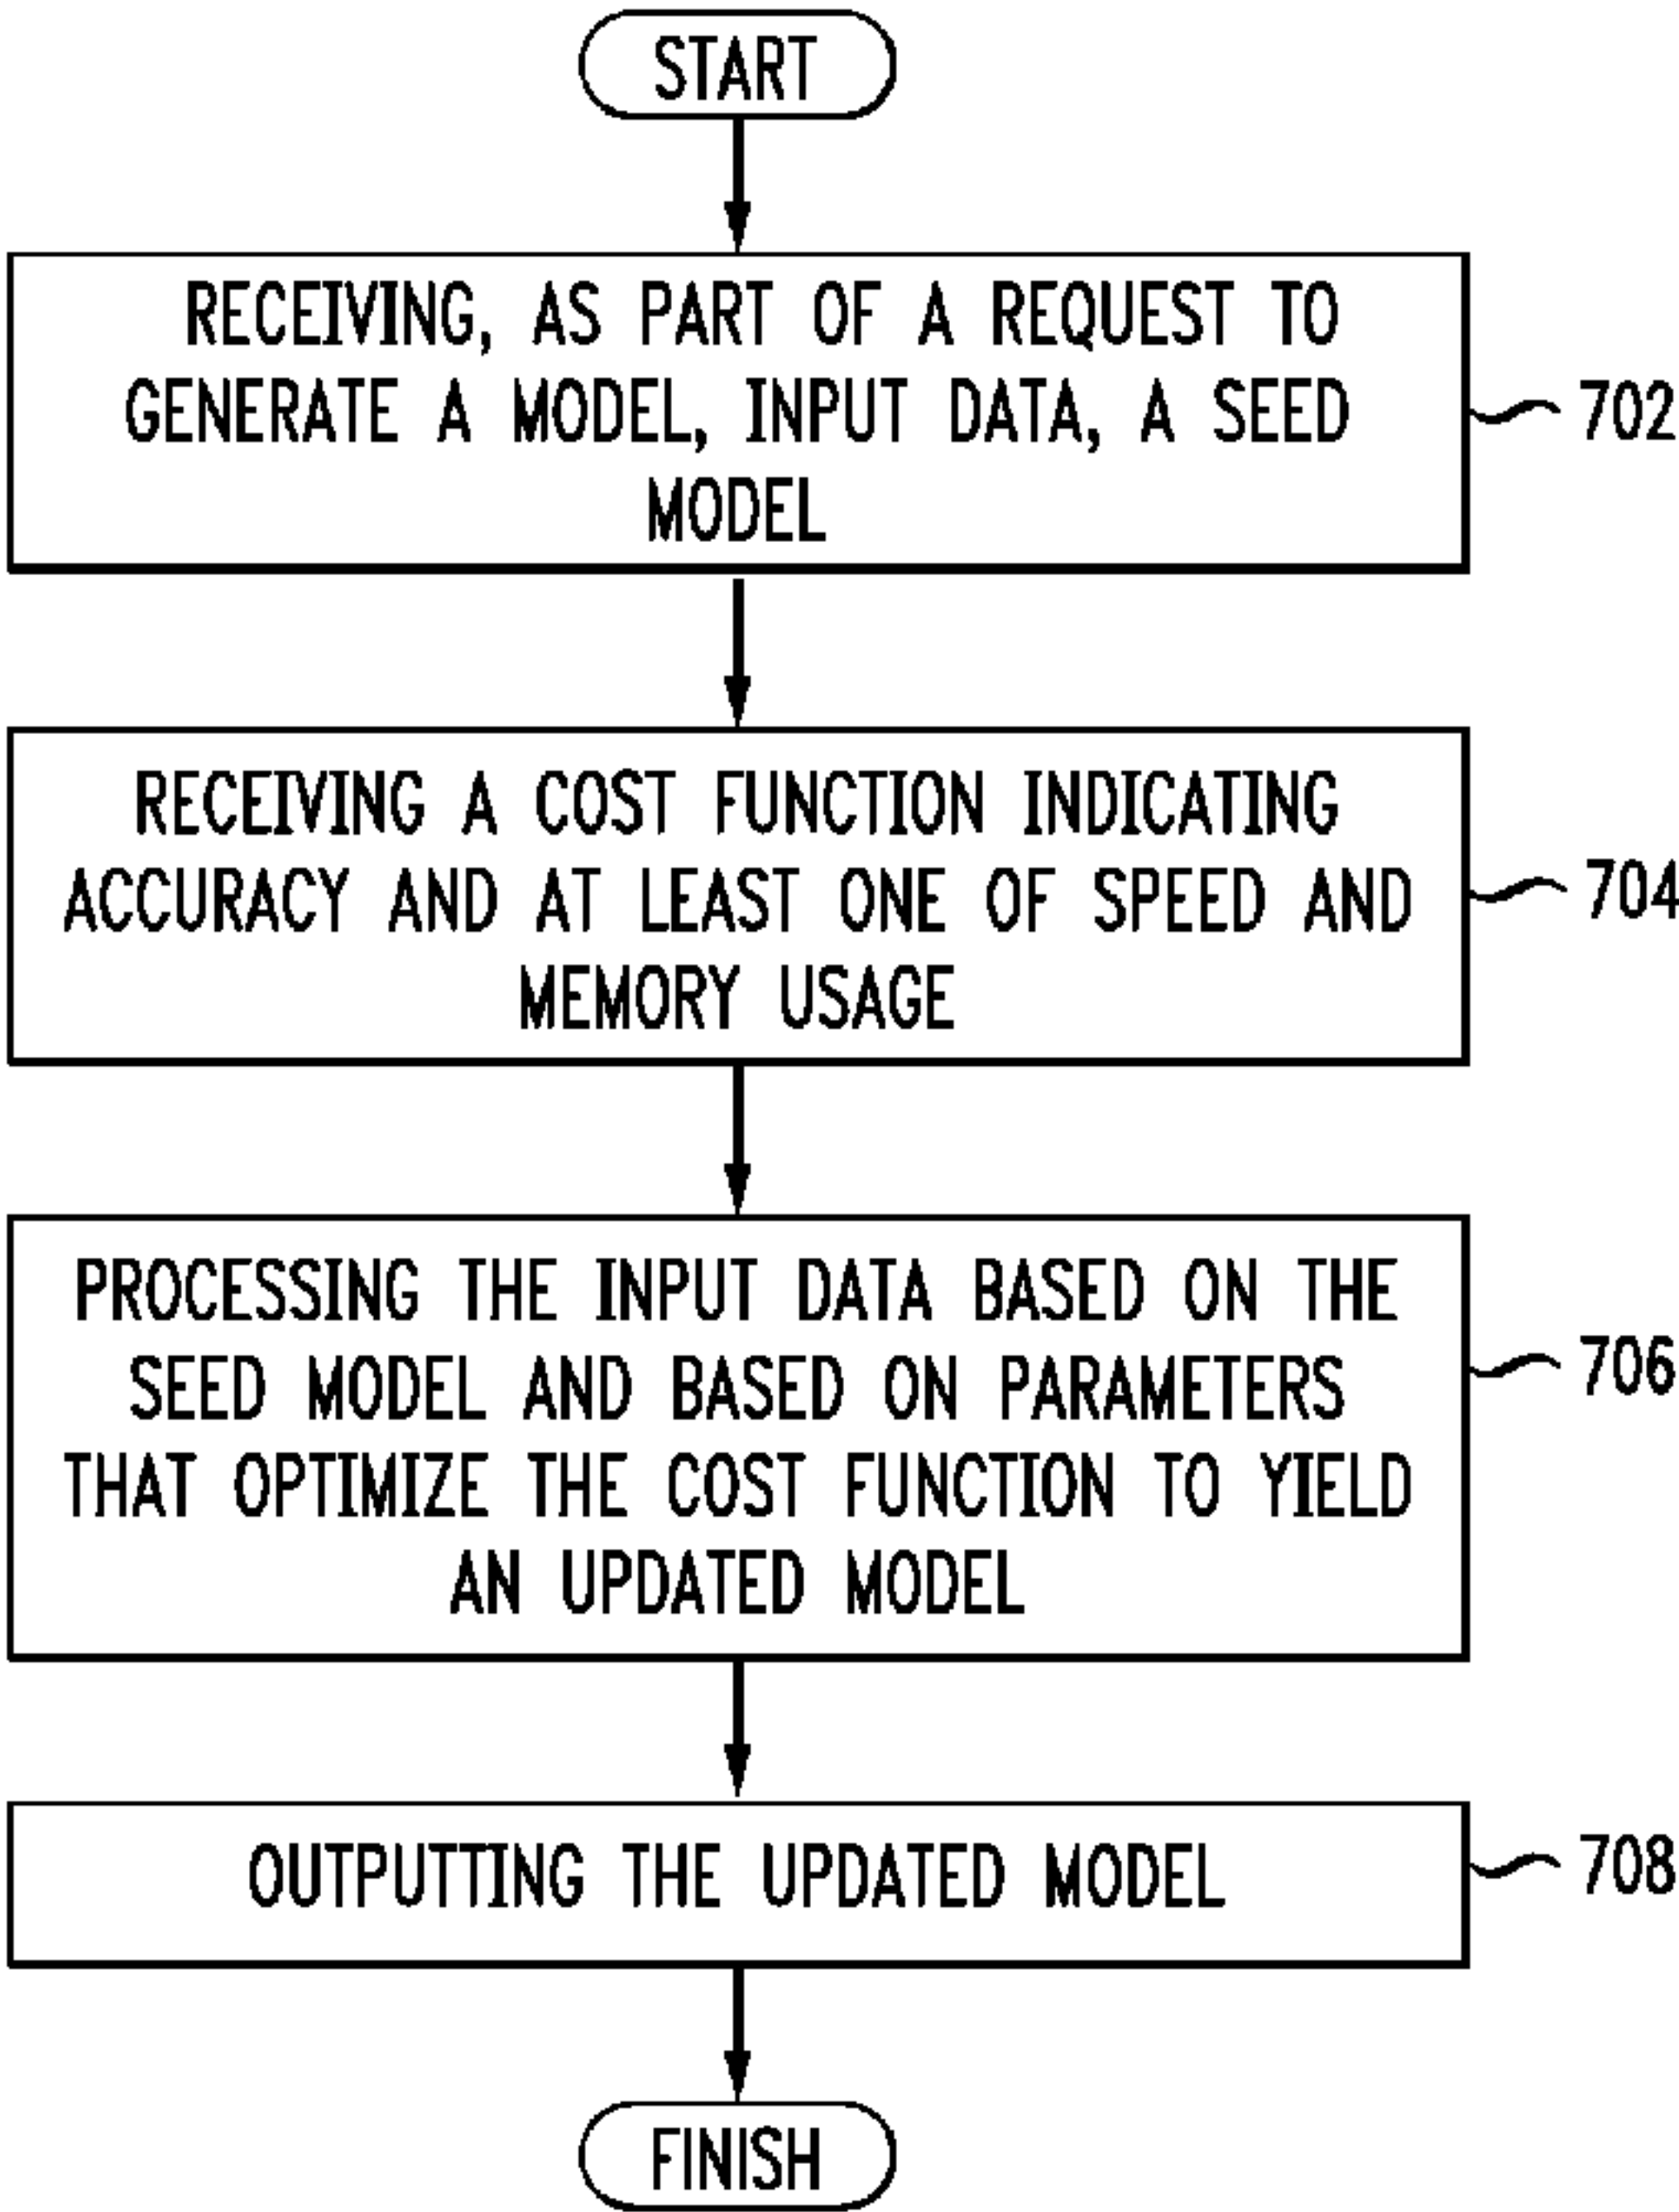 START
RECEIVING, AS PART OF A REQUEST TO
GENERATE A MODEL, INPUT DATA, A SEED
MODEL
702
RECEIVING A COST FUNCTION INDICATING
ACCURACY AND AT LEAST ONE OF SPEED AND
MEMORY USAGE
704
PROCESSING THE INPUT DATA BASED ON THE
SEED MODEL AND BASED ON PARAMETERS
THAT OPTIMIZE THE COST FUNCTION TO YIELD
AN UPDATED MODEL
706
OUTPUTTING THE UPDATED MODEL
708
FINISH